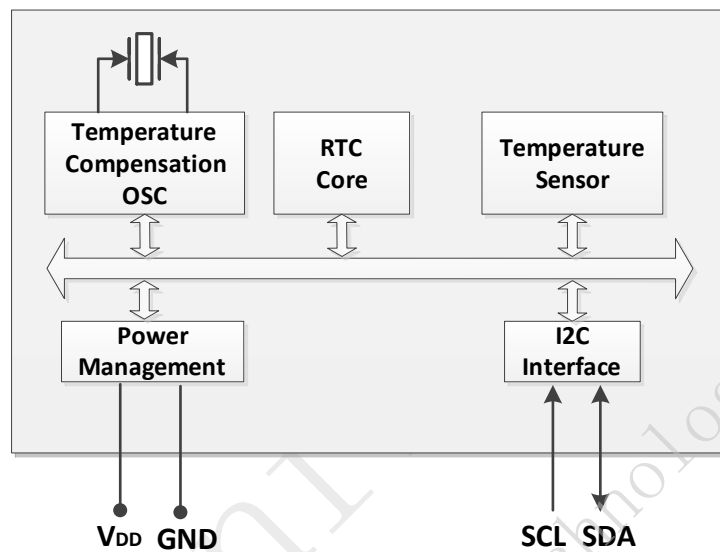 Temperature
Compensation
OSC
RTC
Core
Temperature
Sensor
Power
Management
I2C
Interface
VDD GND
SCL SDA